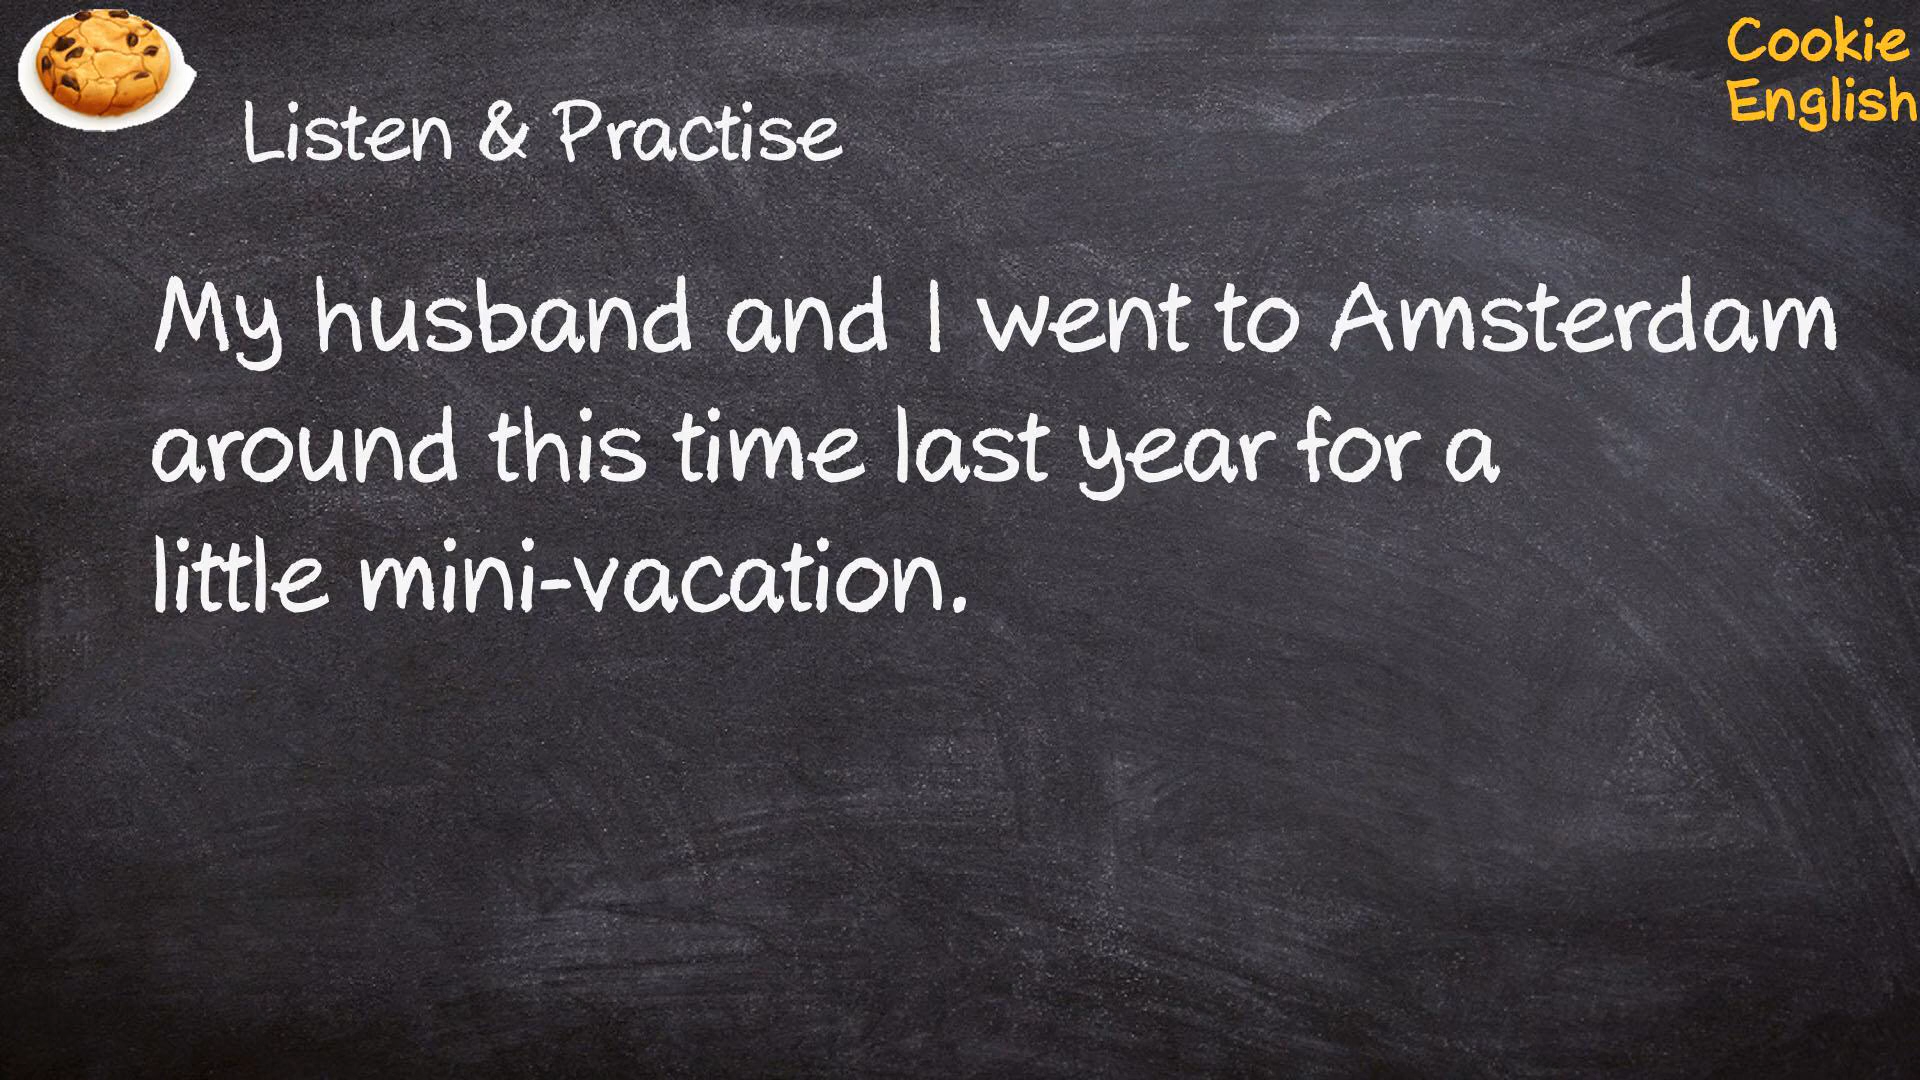 Cookie
English
Listen & Practise
My husband and I went to Amsterdam
around this time last year for a
little mini-vacation.